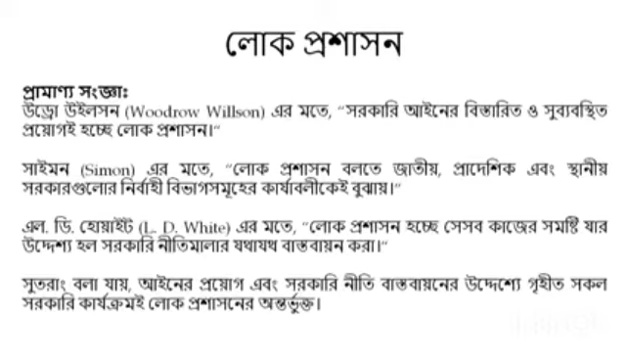 লোক প্রশাসন
প্রামাণ্য সংজ্ঞাঃ
উড্রো উইলসন (Woodrow Willson) এর মতে, “সরকারি আইনের বিস্তারিত ও সুব্যবস্থিত
প্রয়োগই হচ্ছে লোক প্রশাসন।“
সাইমন (Simon) এর মতে, “লোক প্রশাসন বলতে জাতীয়, প্রাদেশিক এবং স্থানীয়
সরকারগুলোর নির্বাহী বিভাগসমূহের কার্যাবলীকেই বুঝায়।“
এল. ডি. হোয়াইট (L. D. White) এর মতে, “লোক প্রশাসন হচ্ছে সেসব কাজের সমষ্টি যার
উদ্দেশ্য হল সরকারি নীতিমালার যথাযথ বাস্তবায়ন করা।“
সুতরাং বলা যায়, আইনের প্রয়োগ এবং সরকারি নীতি বাস্তবায়নের উদ্দেশ্যে গৃহীত সকল
সরকারি কার্যক্রমই লোক প্রশাসনের অন্তর্ভুক্ত।